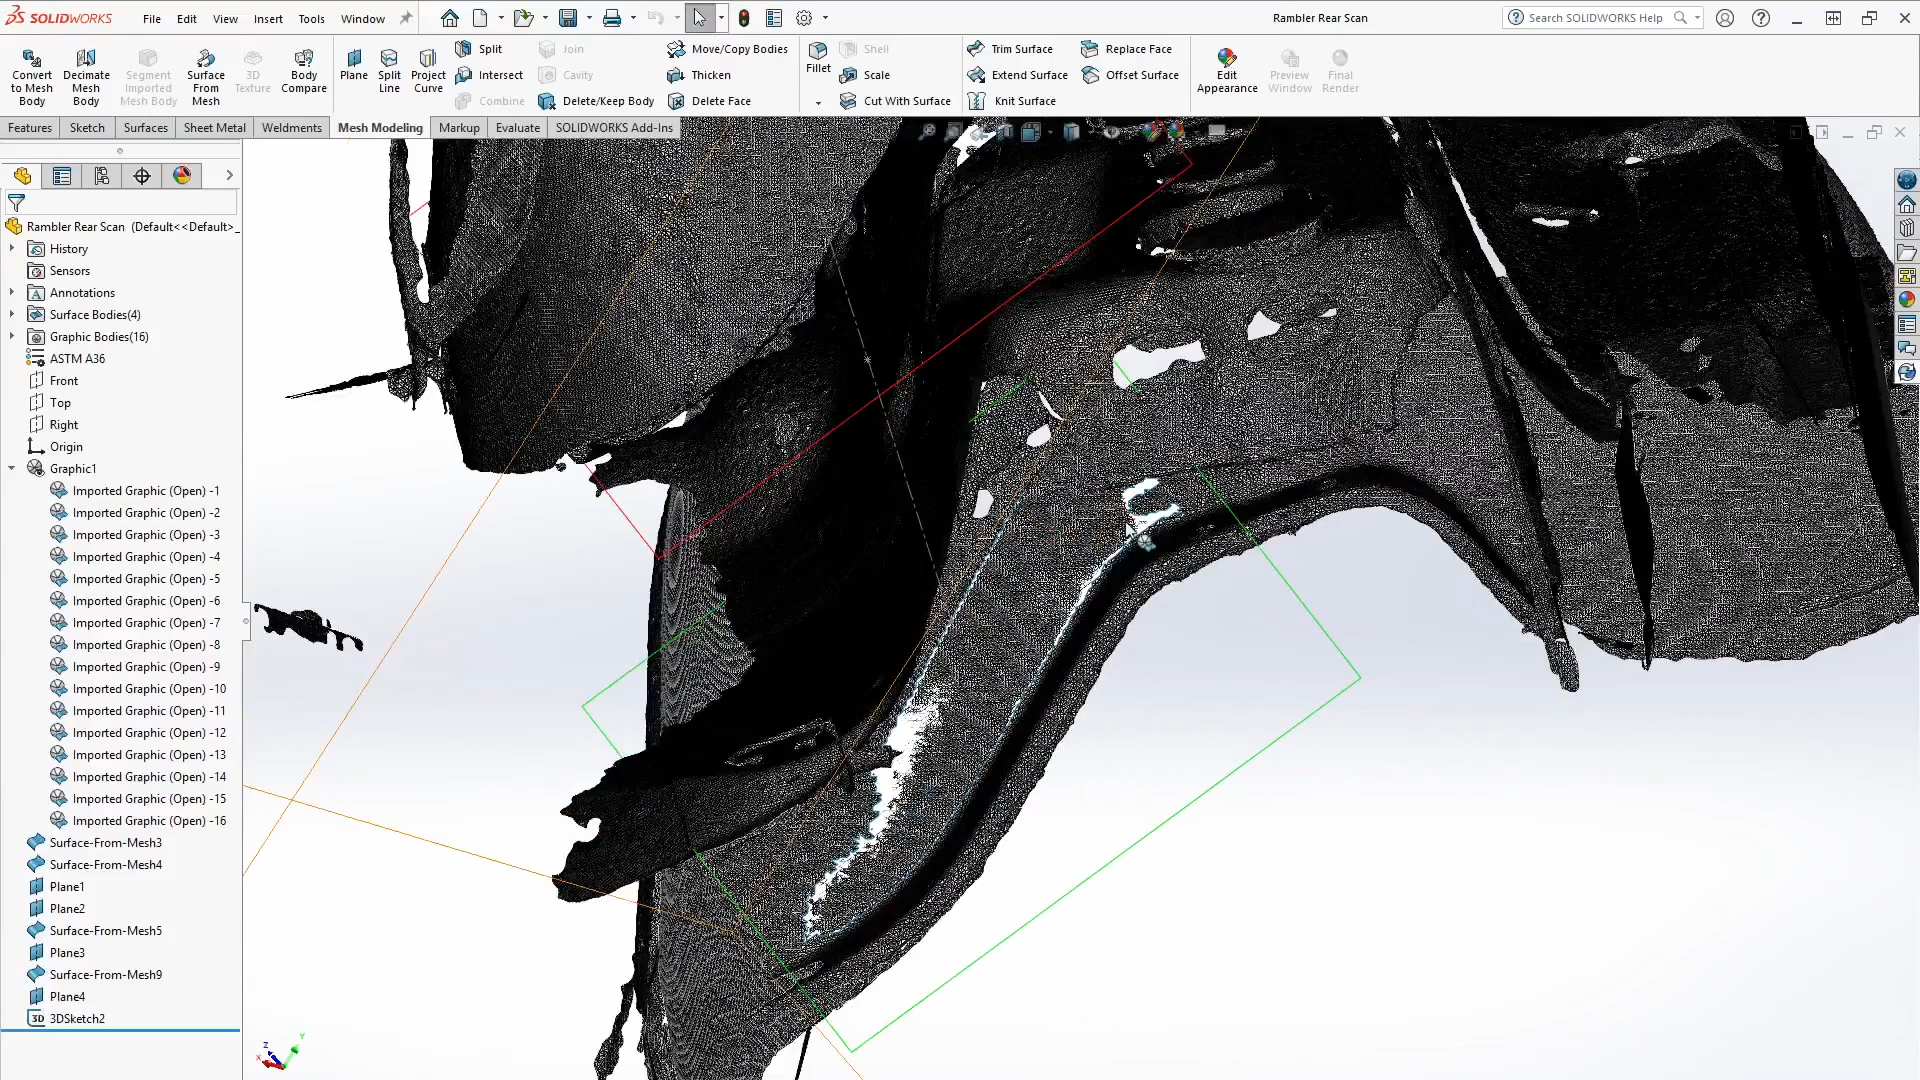 SOLIDWORKS
File Edit View Insert Tools Window
Rambler Rear Scan
Search SOLIDWORKS Help
Convert to Mesh Body
Decimate Mesh Body
Segment Imported Mesh Body
Surface From Mesh
3D Texture
Body Compare
Plane
Split Line
Project Curve
Split
Intersect
Combine
Join
Cavity
Delete/Keep Body
Move/Copy Bodies
Thicken
Delete Face
Fillet
Shell
Scale
Cut With Surface
Trim Surface
Extend Surface
Knit Surface
Replace Face
Offset Surface
Edit Appearance
Preview Window
Final Render
Features Sketch Surfaces Sheet Metal Weldments Mesh Modeling Markup Evaluate SOLIDWORKS Add-Ins
Rambler Rear Scan (Default<<Default>_
History
Sensors
Annotations
Surface Bodies(4)
Graphic Bodies(16)
ASTM A36
Front
Top
Right
Origin
Graphic1
Imported Graphic (Open) -1
Imported Graphic (Open) -2
Imported Graphic (Open) -3
Imported Graphic (Open) -4
Imported Graphic (Open) -5
Imported Graphic (Open) -6
Imported Graphic (Open) -7
Imported Graphic (Open) -8
Imported Graphic (Open) -9
Imported Graphic (Open) -10
Imported Graphic (Open) -11
Imported Graphic (Open) -12
Imported Graphic (Open) -13
Imported Graphic (Open) -14
Imported Graphic (Open) -15
Imported Graphic (Open) -16
Surface-From-Mesh3
Surface-From-Mesh4
Plane1
Plane2
Surface-From-Mesh5
Plane3
Surface-From-Mesh9
Plane4
3D 3DSketch2
Z Y X